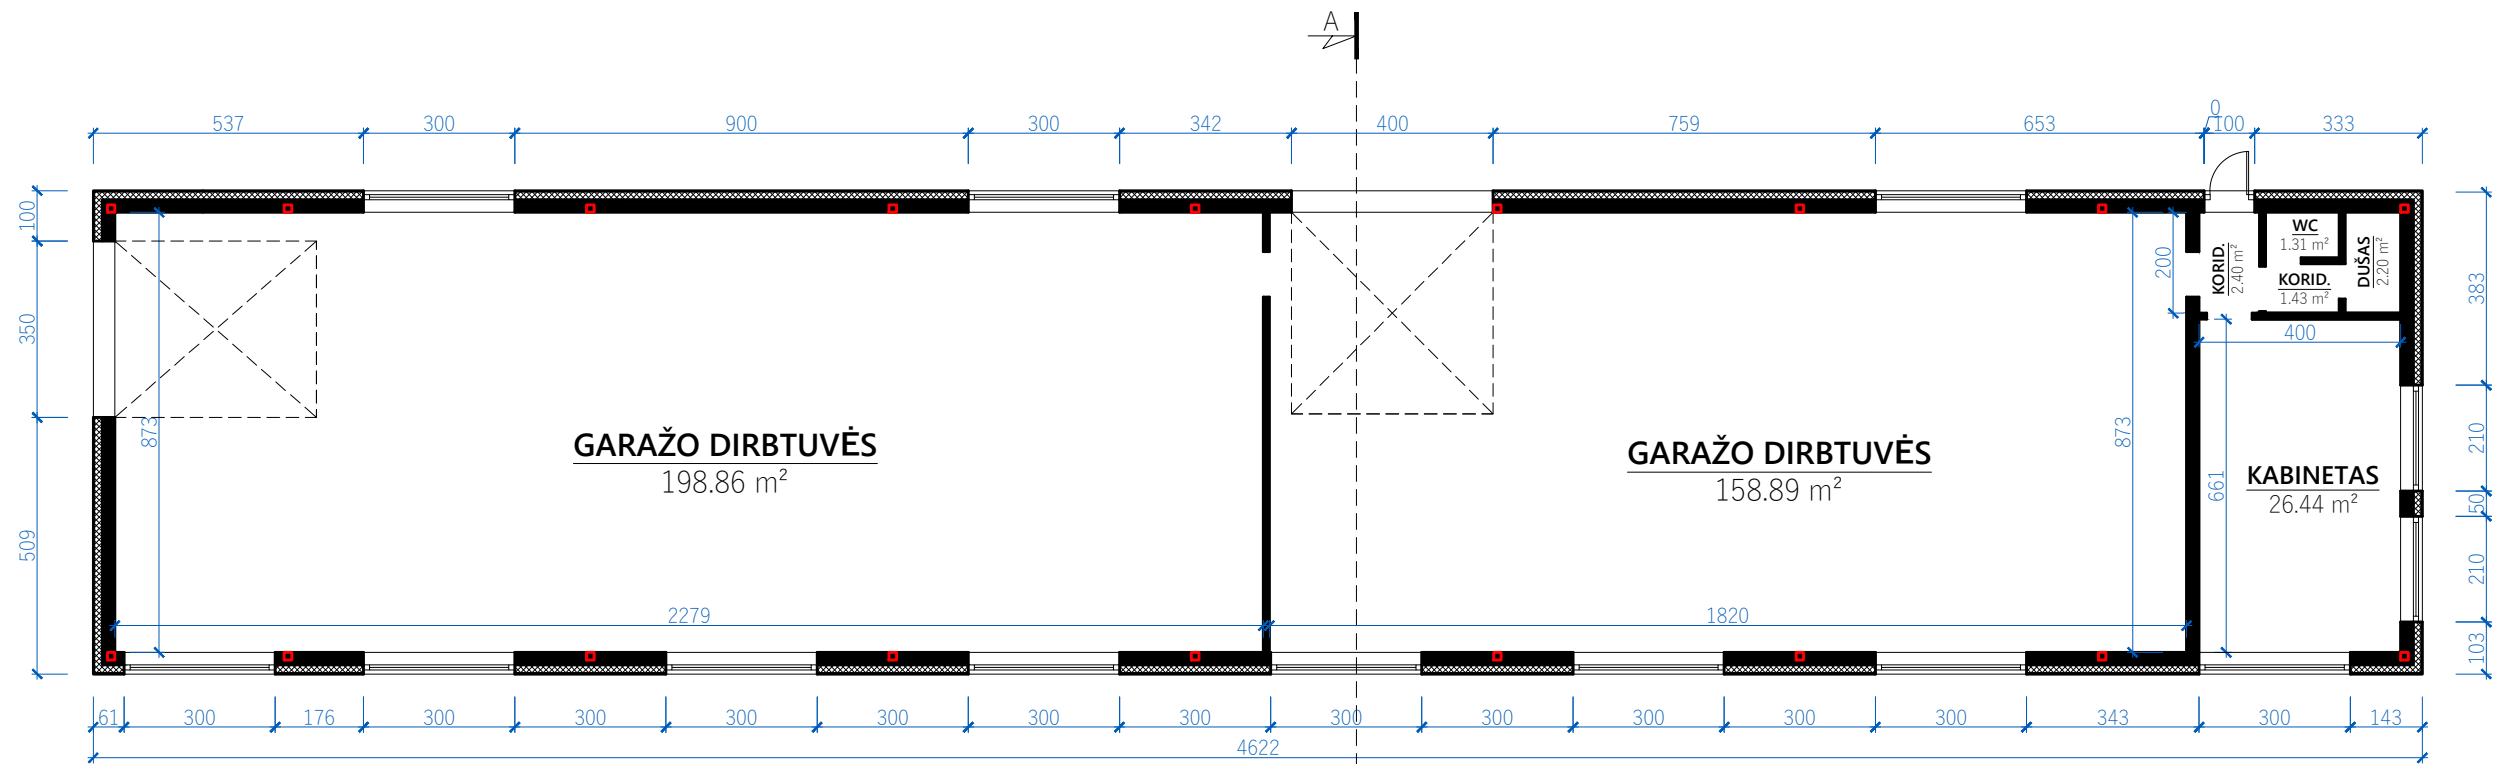 A
0
537 300 900 300 342 400 759 653 100 333
100
350
509
873
GARAŽO DIRBTUVĖS
198.86 m²
2279
GARAŽO DIRBTUVĖS
158.89 m²
1820
873
200
KORID.
2.40 m²
WC
1.31 m²
KORID.
1.43 m²
DUŠAS
2.20 m²
400
661
KABINETAS
26.44 m²
383
210
50
210
103
61 300 176 300 300 300 300 300 300 300 300 300 300 300 343 300 143
4622